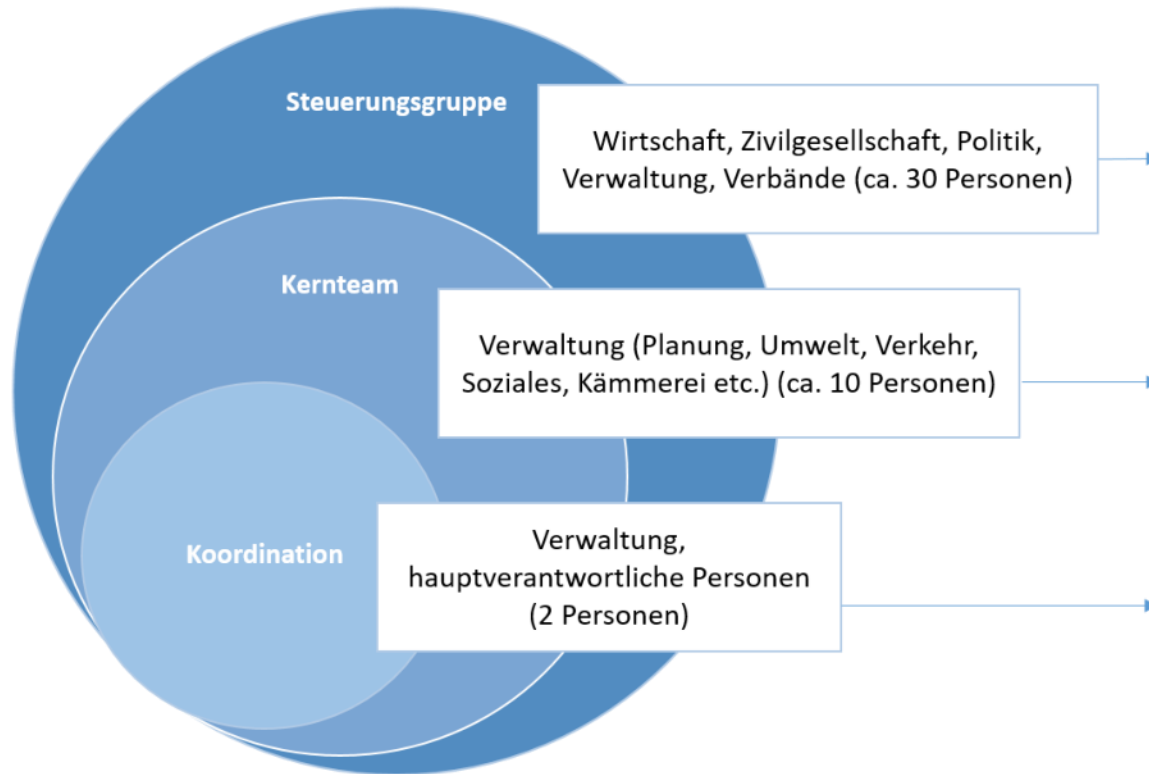 Steuerungsgruppe
Wirtschaft, Zivilgesellschaft, Politik,
Verwaltung, Verbände (ca. 30 Personen)
Kernteam
Verwaltung (Planung, Umwelt, Verkehr,
Soziales, Kämmerei etc.) (ca. 10 Personen)
Koordination
Verwaltung,
hauptverantwortliche Personen
(2 Personen)